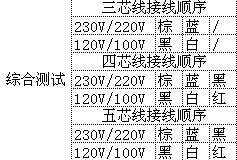 三芯线接线顺序
230V/220V 棕 蓝 /
120V/100V 黑 白 /
综合测试
四芯线接线顺序
230V/220V 棕 蓝 黑
120V/100V 黑 白 红
五芯线接线顺序
230V/220V 棕 蓝 黑
120V/100V 黑 白 红